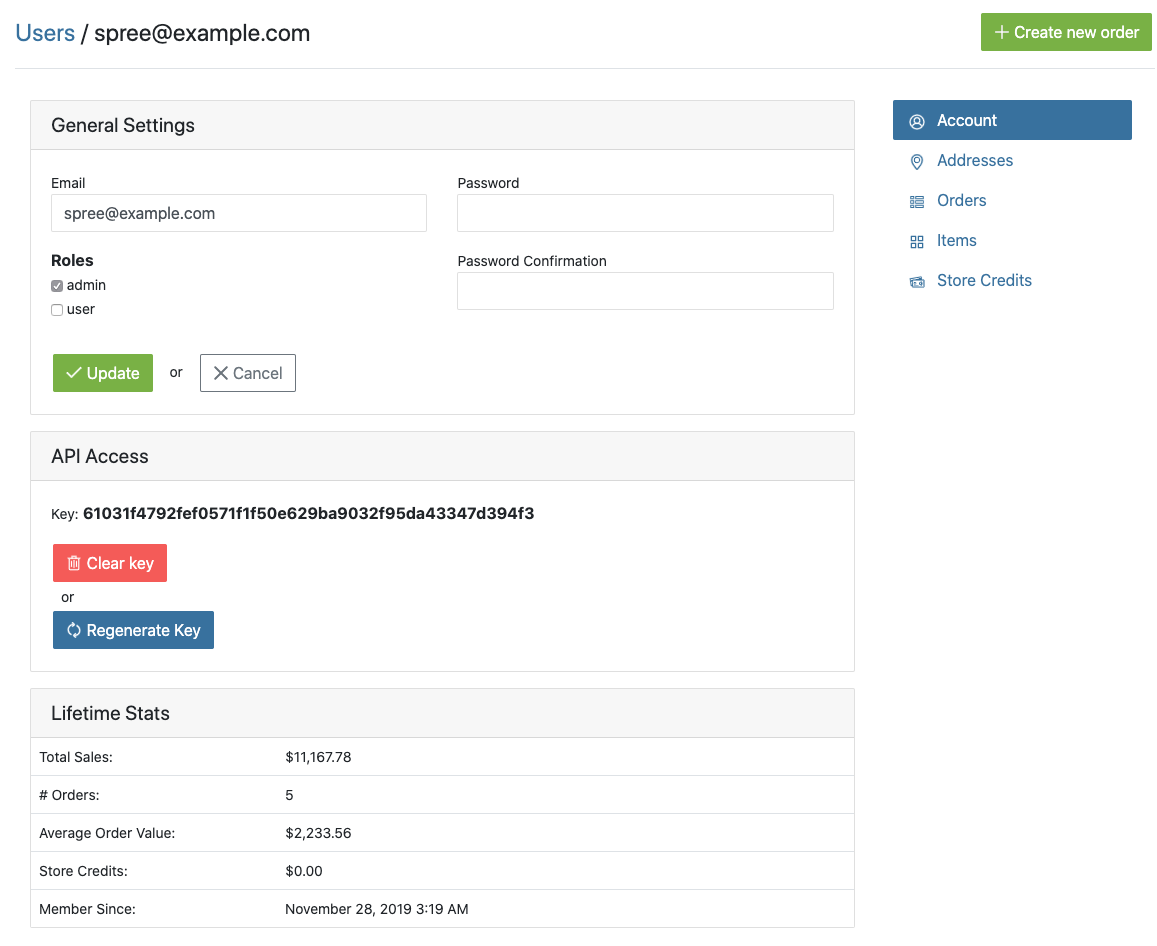 Users / spree@example.com
Create new order
General Settings
Email
spree@example.com
Password
Roles
admin
user
Password Confirmation
Update
or
Cancel
API Access
Key: 61031f4792fef0571f1f50e629ba9032f95da43347d394f3
Clear key
or
Regenerate Key
Lifetime Stats
Total Sales: $11,167.78
# Orders: 5
Average Order Value: $2,233.56
Store Credits: $0.00
Member Since: November 28, 2019 3:19 AM
Account
Addresses
Orders
Items
Store Credits